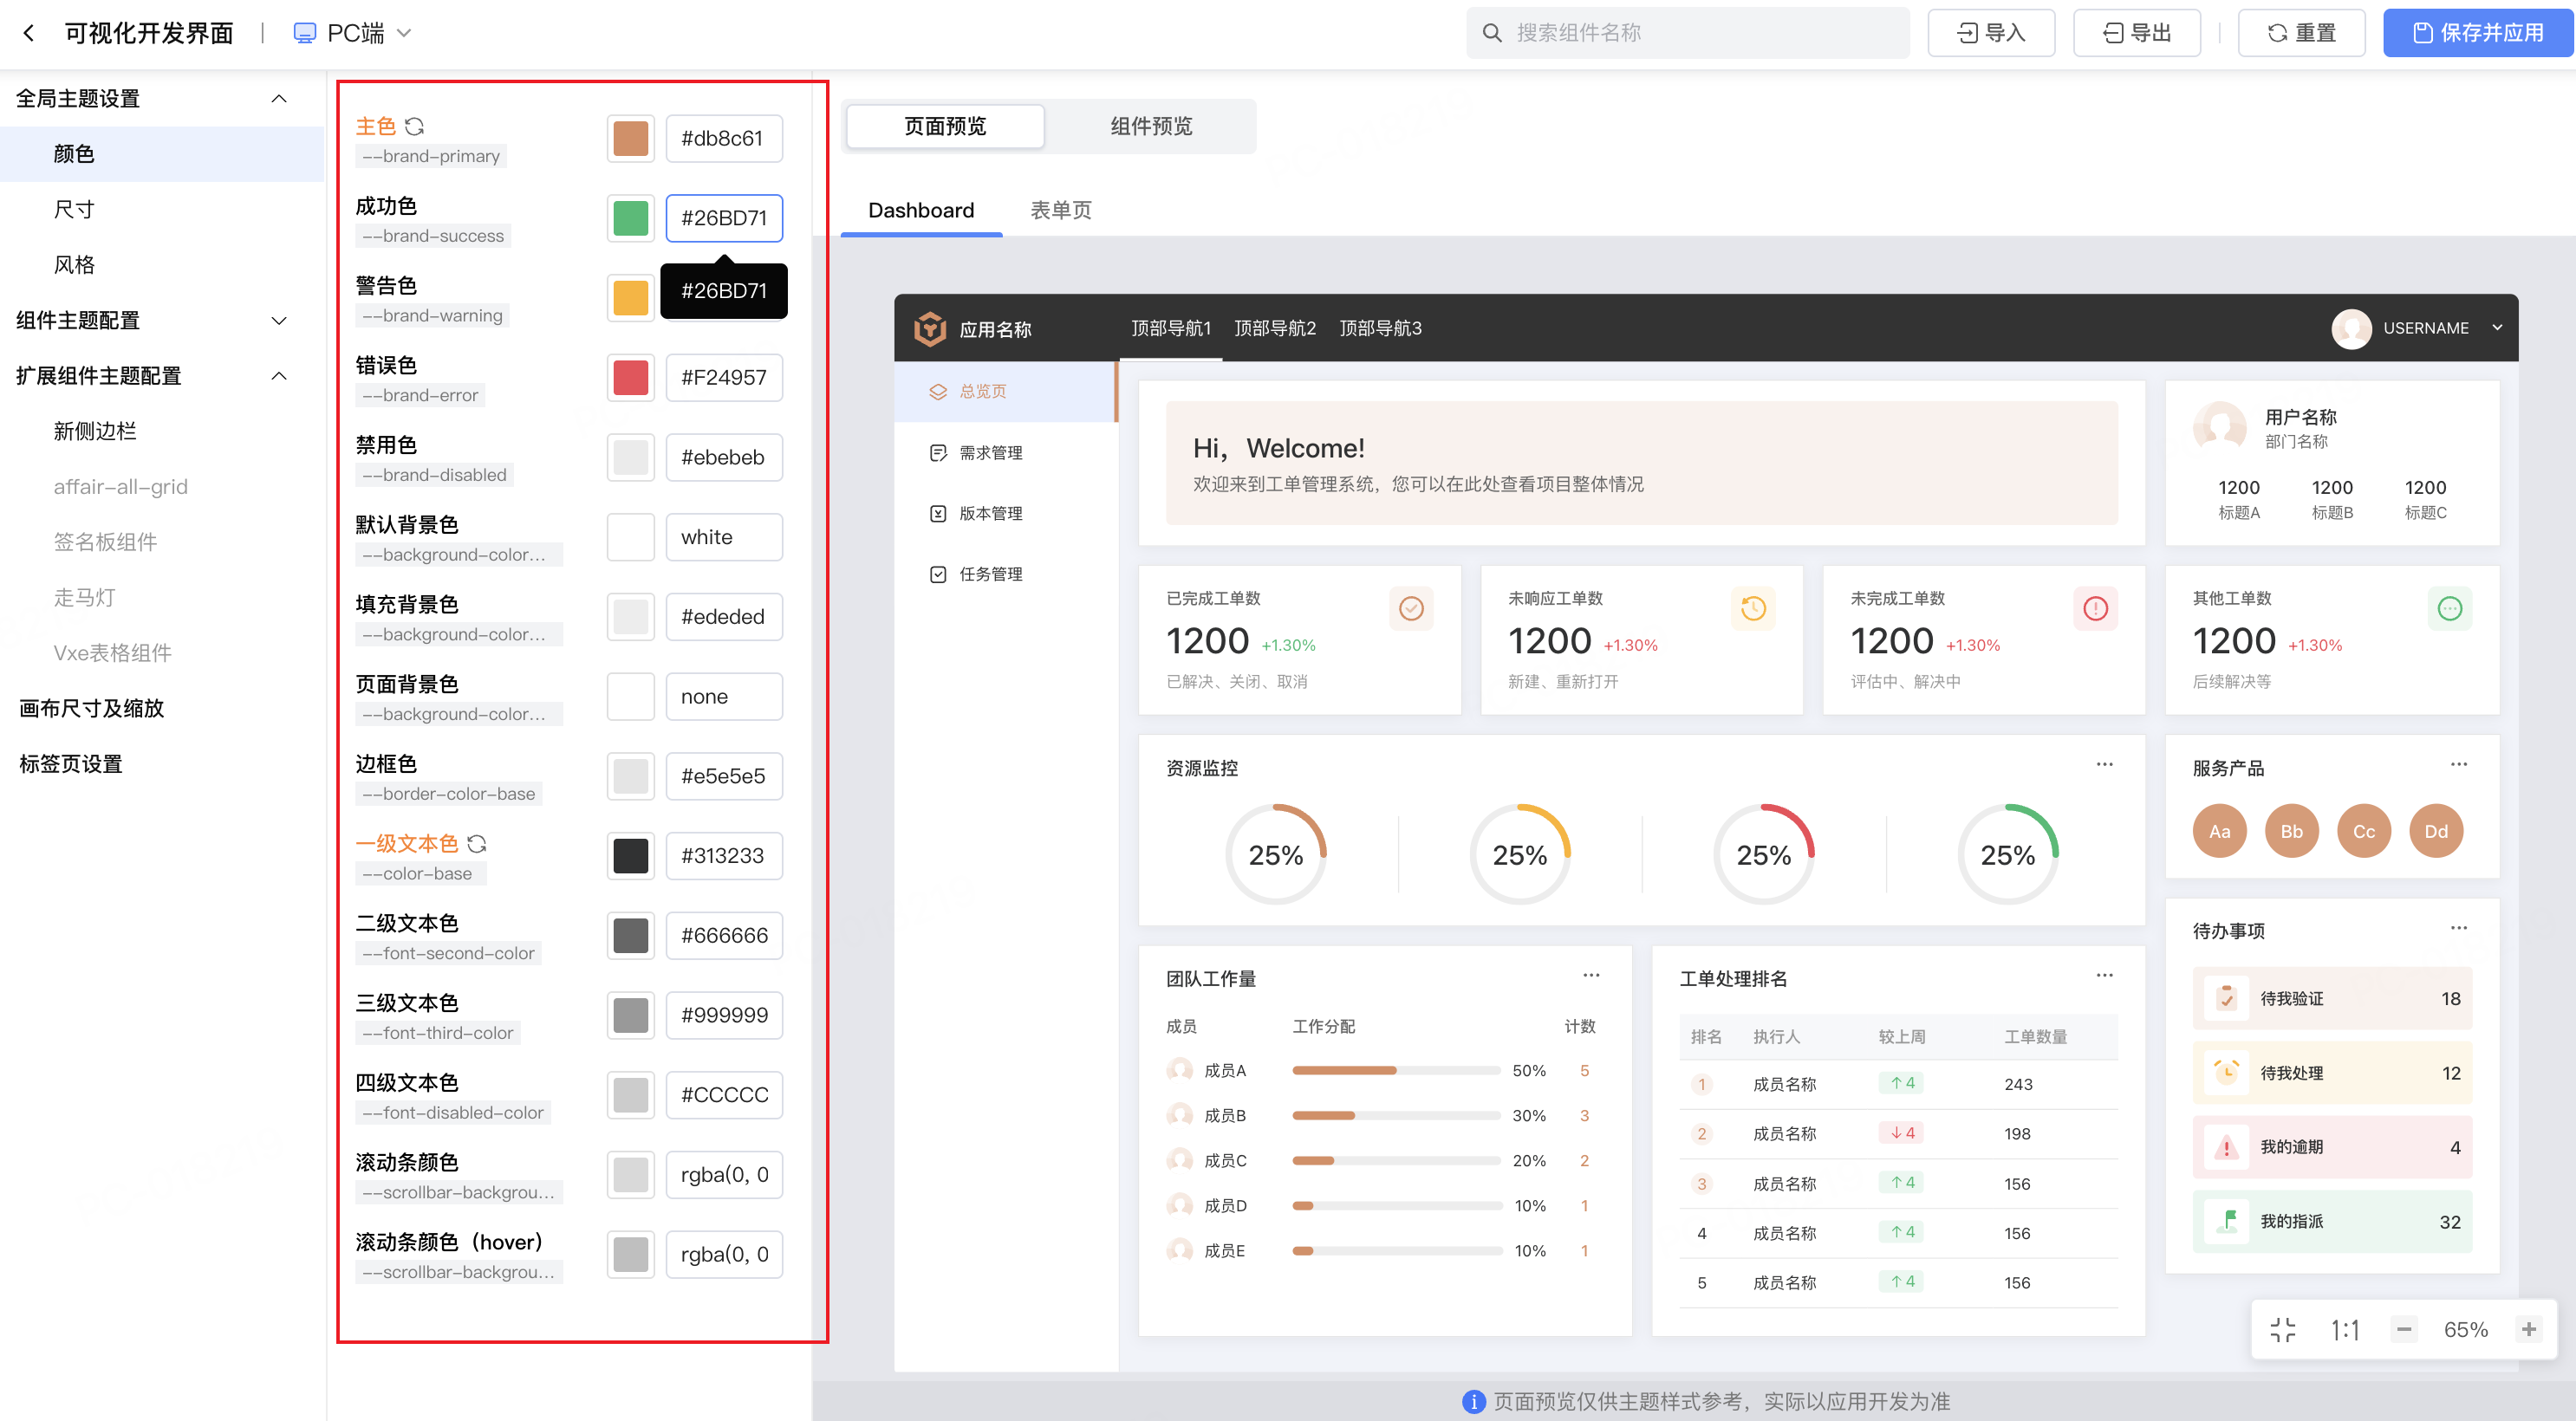 可视化开发界面
PC端
搜索组件名称
导入
导出
重置
保存并应用
全局主题设置
颜色
尺寸
风格
组件主题配置
扩展组件主题配置
新侧边栏
affair-all-grid
签名板组件
走马灯
Vxe表格组件
画布尺寸及缩放
标签页设置
主色
--brand-primary
#db8c61
成功色
--brand-success
#26BD71
警告色
--brand-warning
#26BD71
错误色
--brand-error
#F24957
禁用色
--brand-disabled
#ebebeb
默认背景色
--background-color...
white
填充背景色
--background-color...
#ededed
页面背景色
--background-color...
none
边框色
--border-color-base
#e5e5e5
一级文本色
--color-base
#313233
二级文本色
--font-second-color
#666666
三级文本色
--font-third-color
#999999
四级文本色
--font-disabled-color
#CCCCC
滚动条颜色
--scrollbar-backgrou...
rgba(0, 0
滚动条颜色（hover）
--scrollbar-backgrou...
rgba(0, 0
页面预览
组件预览
Dashboard
表单页
应用名称
顶部导航1
顶部导航2
顶部导航3
USERNAME
总览页
需求管理
版本管理
任务管理
Hi，Welcome!
欢迎来到工单管理系统，您可以在此处查看项目整体情况
用户名称
部门名称
1200
1200
1200
标题A
标题B
标题C
已完成工单数
1200 +1.30%
已解决、关闭、取消
未响应工单数
1200 +1.30%
新建、重新打开
未完成工单数
1200 +1.30%
评估中、解决中
其他工单数
1200 +1.30%
后续解决等
资源监控
25%
25%
25%
25%
服务产品
Aa
Bb
Cc
Dd
团队工作量
成员 工作分配 计数
成员A 50% 5
成员B 30% 3
成员C 20% 2
成员D 10% 1
成员E 10% 1
工单处理排名
排名 执行人 较上周 工单数量
1 成员名称 ↑4 243
2 成员名称 ↓4 198
3 成员名称 ↑4 156
4 成员名称 ↑4 156
5 成员名称 ↑4 156
待办事项
待我验证 18
待我处理 12
我的逾期 4
我的指派 32
1:1
65%
页面预览仅供主题样式参考，实际以应用开发为准